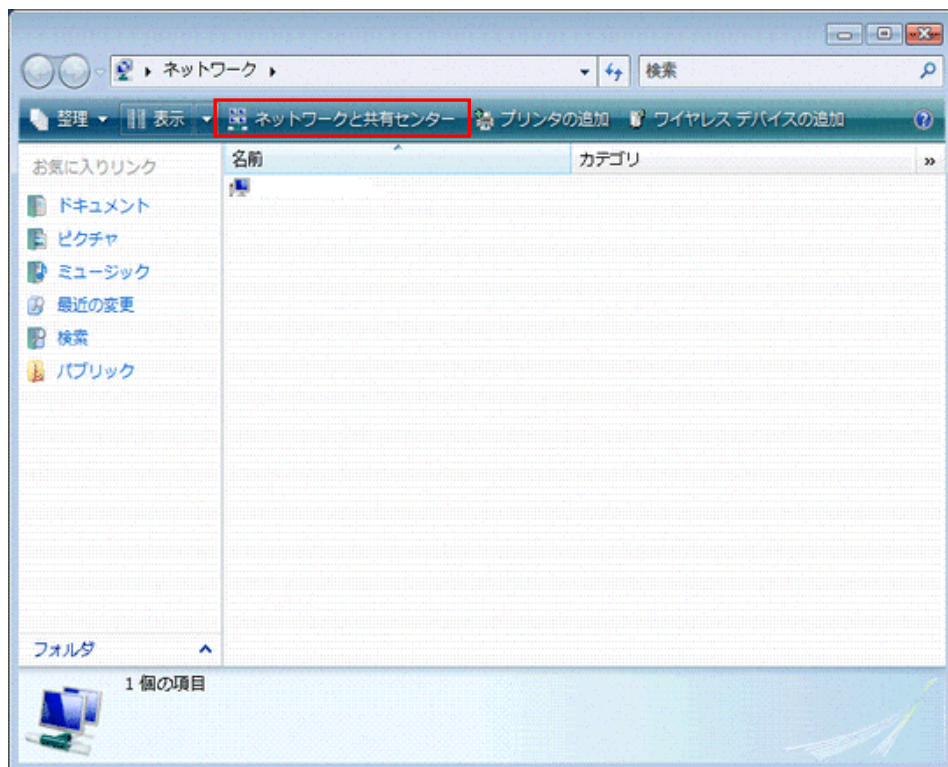 ネットワーク
検索
整理 表示 ネットワークと共有センター プリンタの追加 ワイヤレス デバイスの追加
お気に入りリンク
名前 カテゴリ »
ドキュメント
ピクチャ
ミュージック
最近の変更
検索
パブリック
フォルダ
1 個の項目